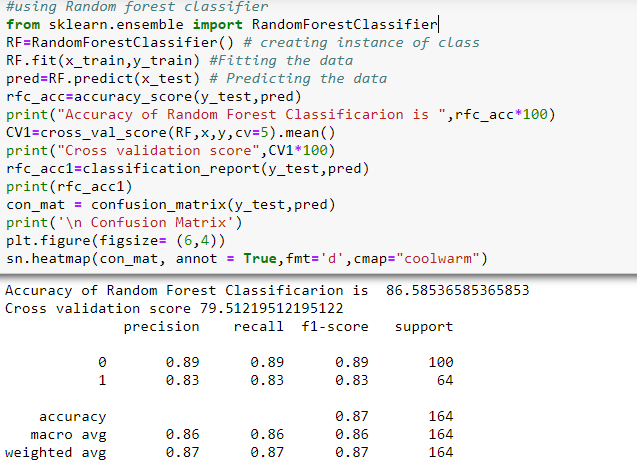 #using Random forest classifier
from sklearn.ensemble import RandomForestClassifier
RF=RandomForestClassifier() # creating instance of class
RF.fit(x_train,y_train) #Fitting the data
pred=RF.predict(x_test) # Predicting the data
rfc_acc=accuracy_score(y_test,pred)
print("Accuracy of Random Forest Classificarion is ",rfc_acc*100)
CV1=cross_val_score(RF,x,y,cv=5).mean()
print("Cross validation score",CV1*100)
rfc_acc1=classification_report(y_test,pred)
print(rfc_acc1)
con_mat = confusion_matrix(y_test,pred)
print('\n Confusion Matrix')
plt.figure(figsize= (6,4))
sn.heatmap(con_mat, annot = True,fmt='d',cmap="coolwarm")
Accuracy of Random Forest Classificarion is  86.58536585365853
Cross validation score 79.51219512195122
precision recall f1-score support
0 0.89 0.89 0.89 100
1 0.83 0.83 0.83 64
accuracy 0.87 164
macro avg 0.86 0.86 0.86 164
weighted avg 0.87 0.87 0.87 164